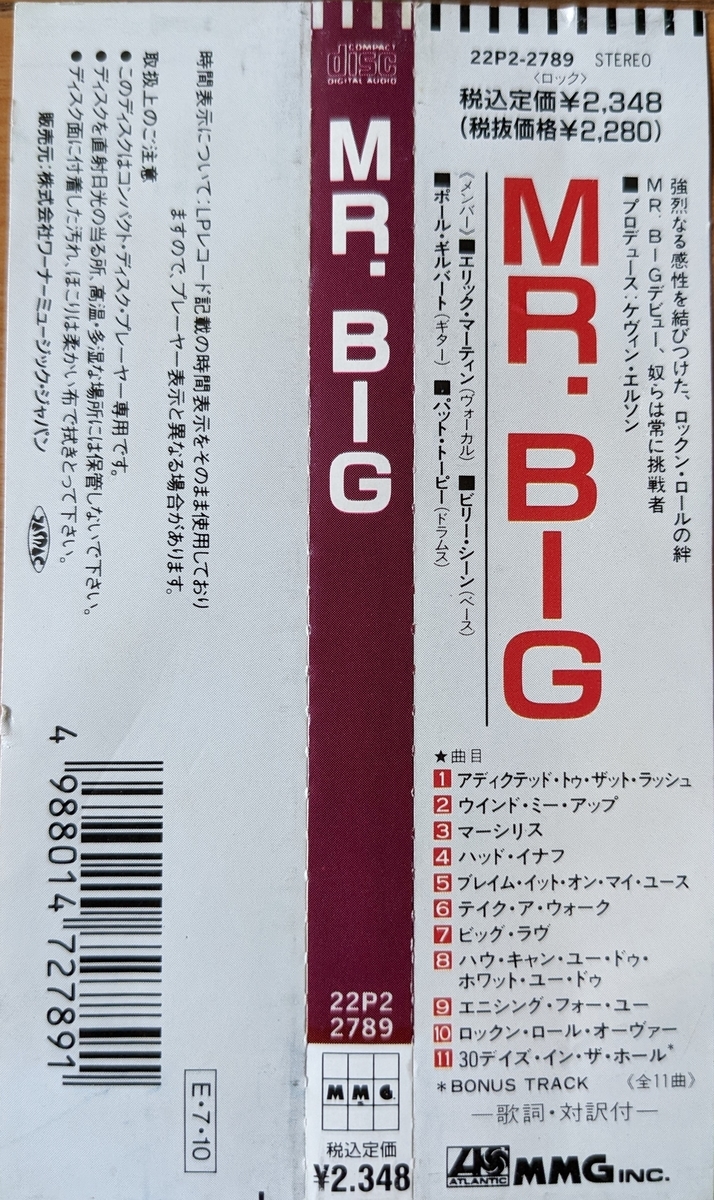 22P2-2789 STEREO
〈ロック〉
税込定価¥2,348
(税抜価格¥2,280)
強烈なる感性を結びつけた、ロックン・ロールの絆
MR. BIGデビュー、奴らは常に挑戦者
■プロデュース:ケヴィン・エルソン
MR. BIG
《メンバー》■エリック・マーティン(ヴォーカル) ■ビリー・シーン(ベース)
■ポール・ギルバート(ギター) ■パット・トーピー(ドラムス)
★曲目
1 アディクテッド・トゥ・ザット・ラッシュ
2 ウインド・ミー・アップ
3 マーシリス
4 ハッド・イナフ
5 ブレイム・イット・オン・マイ・ユース
6 テイク・ア・ウォーク
7 ビッグ・ラヴ
8 ハウ・キャン・ユー・ドゥ・
ホワット・ユー・ドゥ
9 エニシング・フォー・ユー
10 ロックン・ロール・オーヴァー
11 30デイズ・イン・ザ・ホール*
*BONUS TRACK 《全11曲》
—歌詞・対訳付—
ATLANTIC MMG INC.
COMPACT
disc
DIGITAL AUDIO
MR. BIG
22P2
2789
M M G.
税込定価
¥2.348
時間表示について:LPレコード記載の時間表示をそのまま使用しており
ますので、プレーヤー表示と異なる場合があります。
取扱上のご注意
●このディスクはコンパクト・ディスク・プレーヤー専用です。
●ディスクを直射日光の当る所、高温・多湿な場所には保管しないで下さい。
●ディスク面に付着した汚れ、ほこりは柔かい布で拭きとって下さい。
販売元:株式会社ワーナーミュージック・ジャパン
JASRAC
4 988014 727891
E・7・10